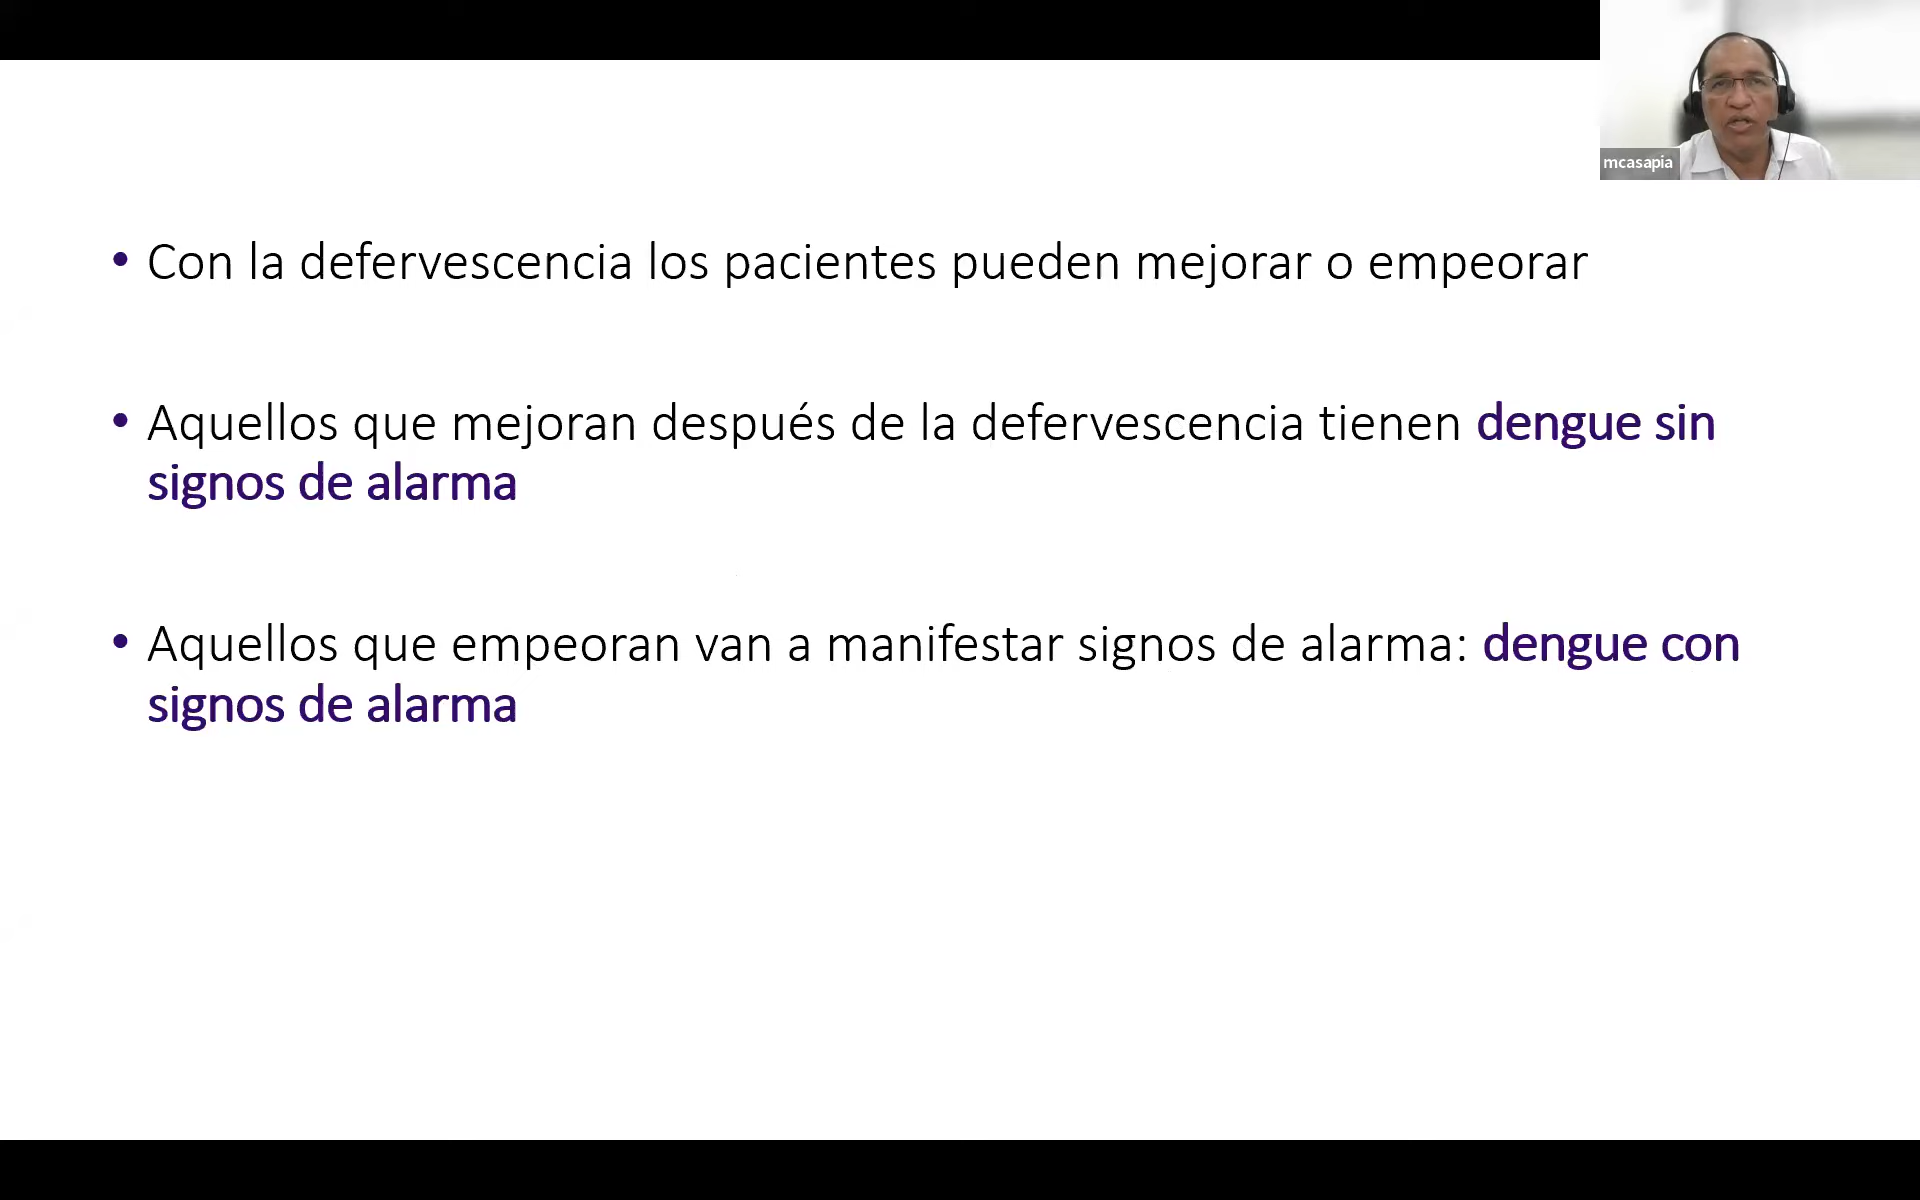 mcasapia
• Con la defervescencia los pacientes pueden mejorar o empeorar
• Aquellos que mejoran después de la defervescencia tienen dengue sin
signos de alarma
• Aquellos que empeoran van a manifestar signos de alarma: dengue con
signos de alarma